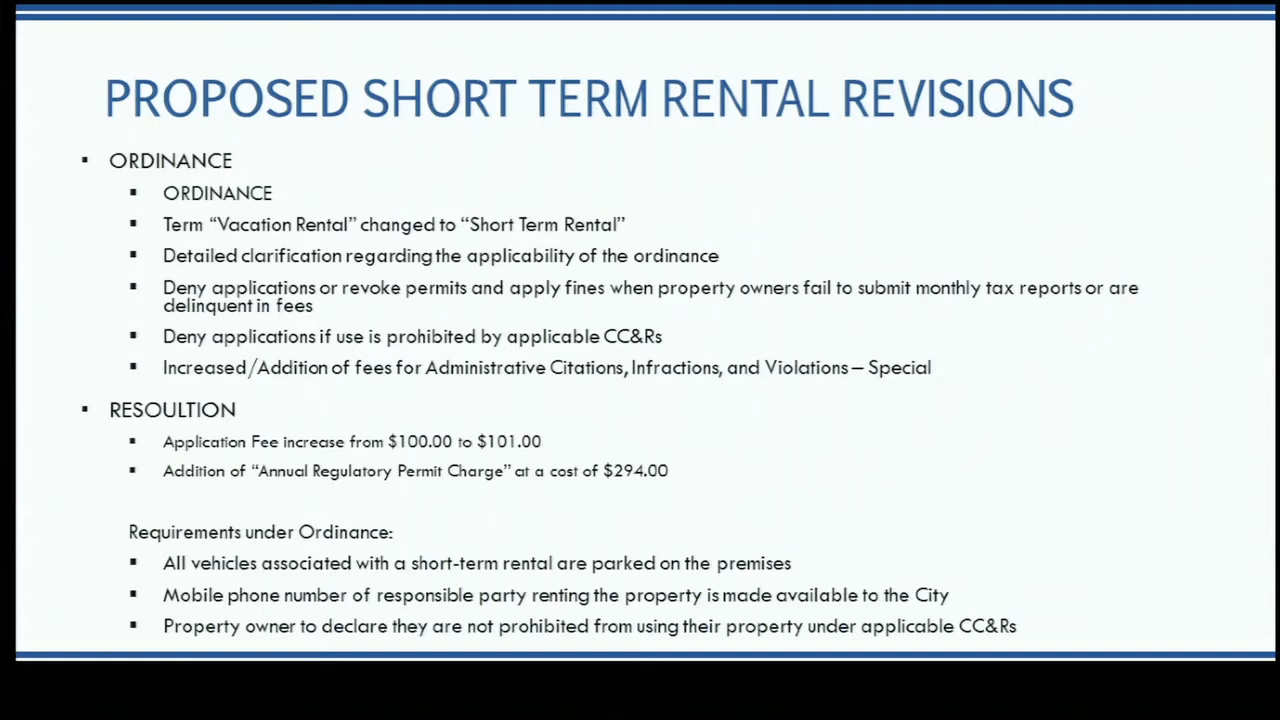 PROPOSED SHORT TERM RENTAL REVISIONS
▪ ORDINANCE
▪ ORDINANCE
▪ Term “Vacation Rental” changed to “Short Term Rental”
▪ Detailed clarification regarding the applicability of the ordinance
▪ Deny applications or revoke permits and apply fines when property owners fail to submit monthly tax reports or are
delinquent in fees
▪ Deny applications if use is prohibited by applicable CC&Rs
▪ Increased/Addition of fees for Administrative Citations, Infractions, and Violations – Special
▪ RESOULTION
▪ Application Fee increase from $100.00 to $101.00
▪ Addition of “Annual Regulatory Permit Charge” at a cost of $294.00
Requirements under Ordinance:
▪ All vehicles associated with a short-term rental are parked on the premises
▪ Mobile phone number of responsible party renting the property is made available to the City
▪ Property owner to declare they are not prohibited from using their property under applicable CC&Rs